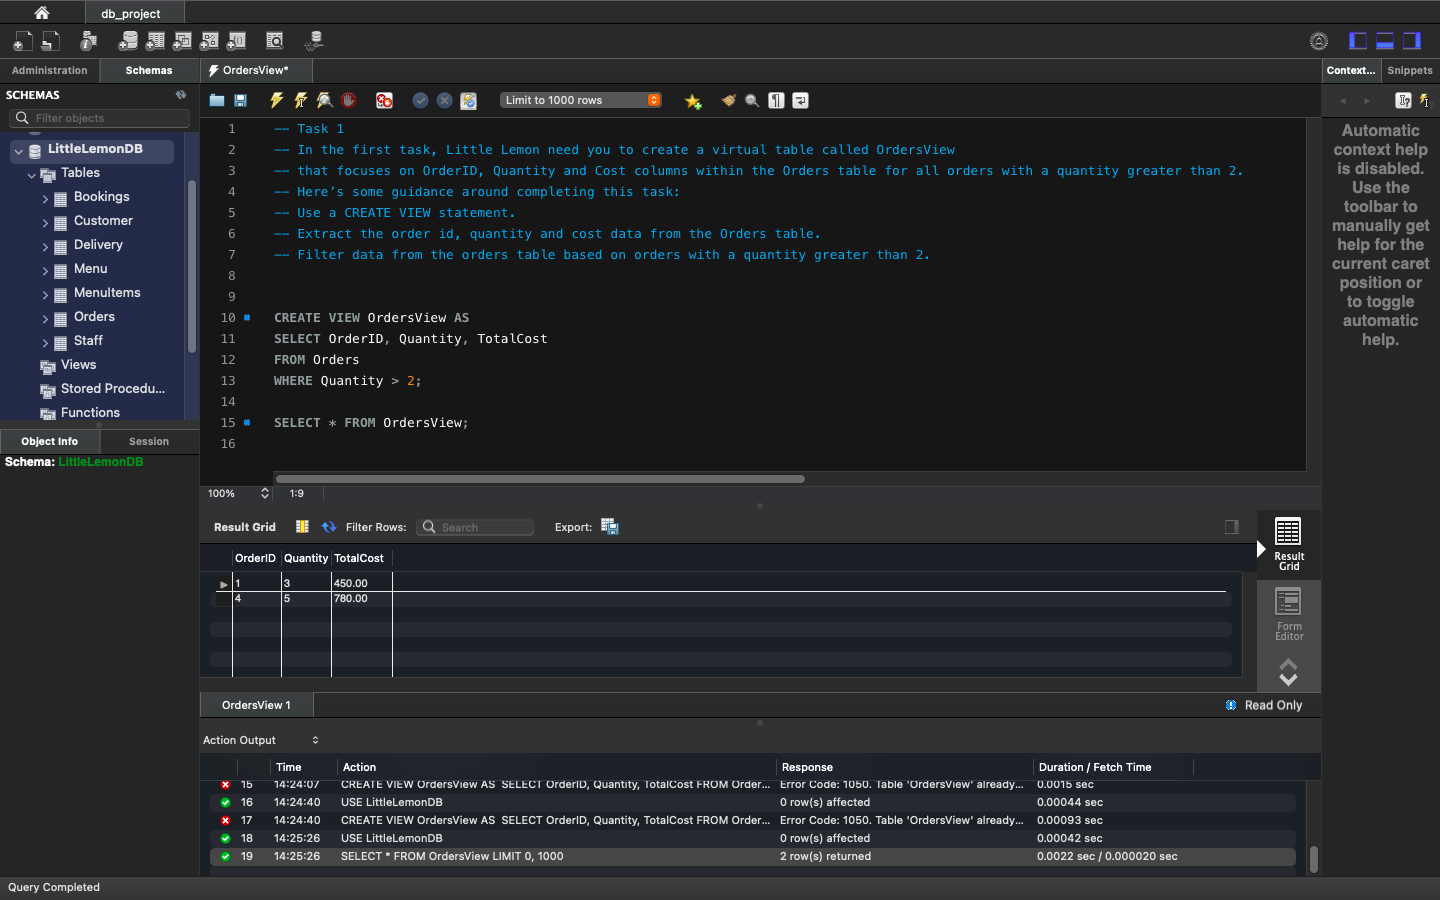 db_project
Administration
Schemas
OrdersView*
Context...
Snippets
SCHEMAS
Filter objects
Limit to 1000 rows
LittleLemonDB
Tables
Bookings
Customer
Delivery
Menu
MenuItems
Orders
Staff
Views
Stored Procedu...
Functions
Object Info
Session
Schema: LittleLemonDB
1 -- Task 1
2 -- In the first task, Little Lemon need you to create a virtual table called OrdersView
3 -- that focuses on OrderID, Quantity and Cost columns within the Orders table for all orders with a quantity greater than 2.
4 -- Here's some guidance around completing this task:
5 -- Use a CREATE VIEW statement.
6 -- Extract the order id, quantity and cost data from the Orders table.
7 -- Filter data from the orders table based on orders with a quantity greater than 2.
8
9
10 CREATE VIEW OrdersView AS
11 SELECT OrderID, Quantity, TotalCost
12 FROM Orders
13 WHERE Quantity > 2;
14
15 SELECT * FROM OrdersView;
16
100%
1:9
Automatic
context help
is disabled.
Use the
toolbar to
manually get
help for the
current caret
position or
to toggle
automatic
help.
Result Grid
Filter Rows:
Search
Export:
OrderID Quantity TotalCost
1 3 450.00
4 5 780.00
Result
Grid
Form
Editor
OrdersView 1
Read Only
Action Output
Time Action Response Duration / Fetch Time
15 14:24:07 CREATE VIEW OrdersView AS SELECT OrderID, Quantity, TotalCost FROM Order... Error Code: 1050. Table 'OrdersView' already... 0.0015 sec
16 14:24:40 USE LittleLemonDB 0 row(s) affected 0.00044 sec
17 14:24:40 CREATE VIEW OrdersView AS SELECT OrderID, Quantity, TotalCost FROM Order... Error Code: 1050. Table 'OrdersView' already... 0.00093 sec
18 14:25:26 USE LittleLemonDB 0 row(s) affected 0.00042 sec
19 14:25:26 SELECT * FROM OrdersView LIMIT 0, 1000 2 row(s) returned 0.0022 sec / 0.000020 sec
Query Completed